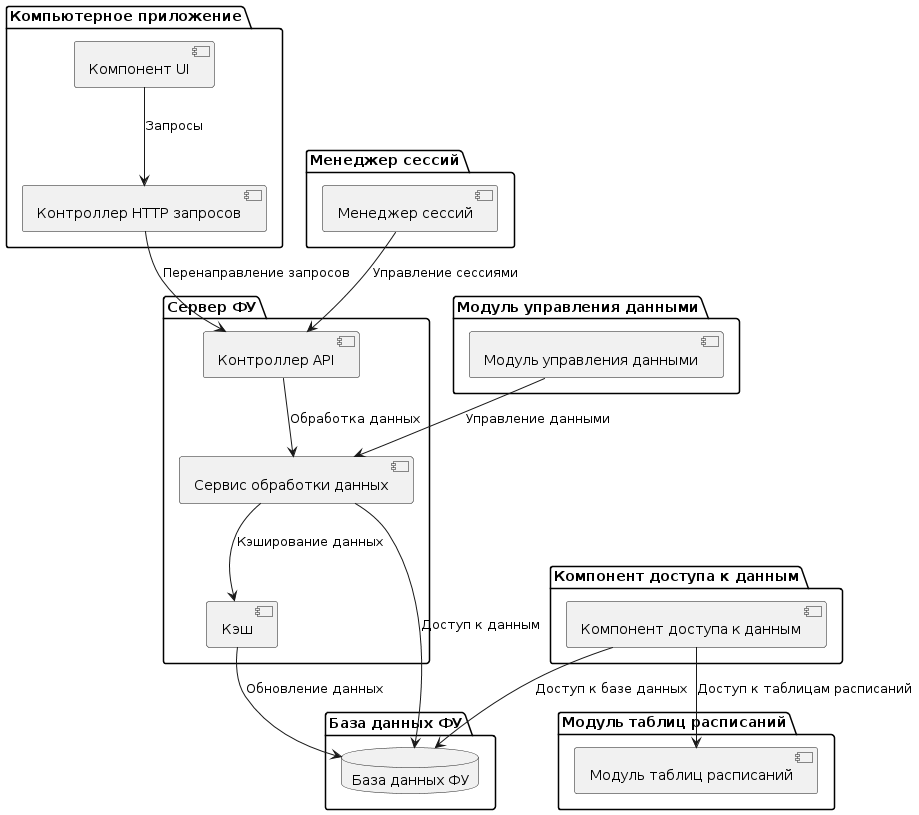 Компьютерное приложение
Компонент UI
Запросы
Менеджер сессий
Контроллер HTTP запросов
Менеджер сессий
Перенаправление запросов
Управление сессиями
Сервер ФУ
Модуль управления данными
Контроллер API
Модуль управления данными
Обработка данных
Управление данными
Сервис обработки данных
Кэширование данных
Компонент доступа к данным
Кэш
Доступ к данным
Компонент доступа к данным
Обновление данных
Доступ к базе данных
Доступ к таблицам расписаний
База данных ФУ
Модуль таблиц расписаний
База данных ФУ
Модуль таблиц расписаний